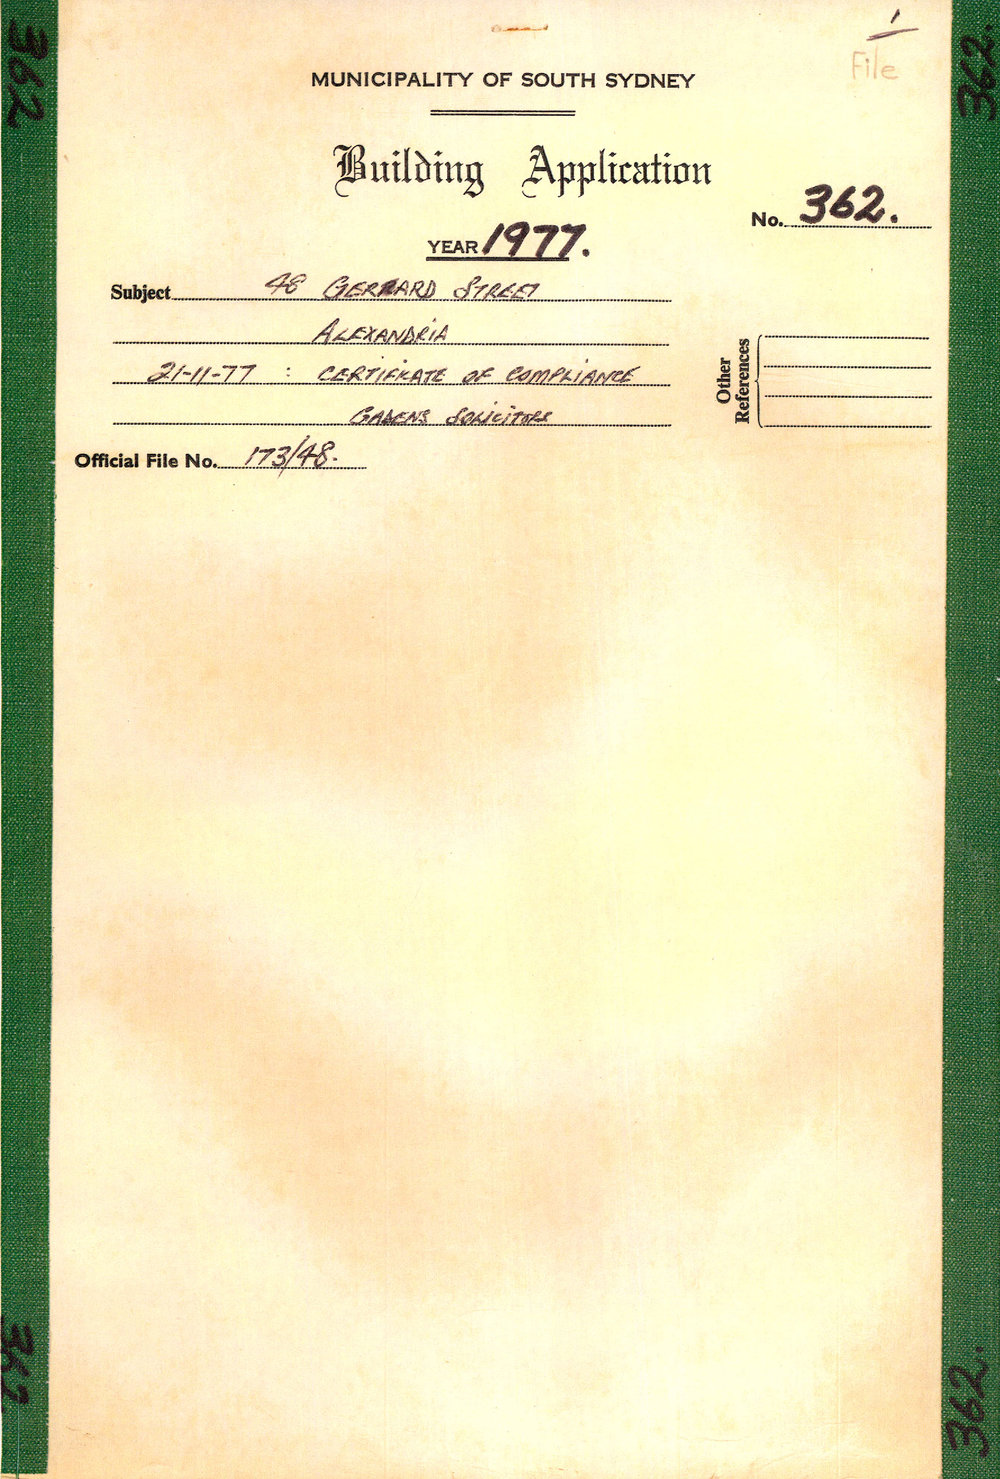 362
362.
1
File
MUNICIPALITY OF SOUTH SYDNEY
Building Application
No. 362.
YEAR 1977.
Subject 48 GERRARD STREET
ALEXANDRIA
21-11-77 : CERTIFICATE OF COMPLIANCE
GADENS SOLICITORS
Other References
Official File No. 173/48.
362
362.